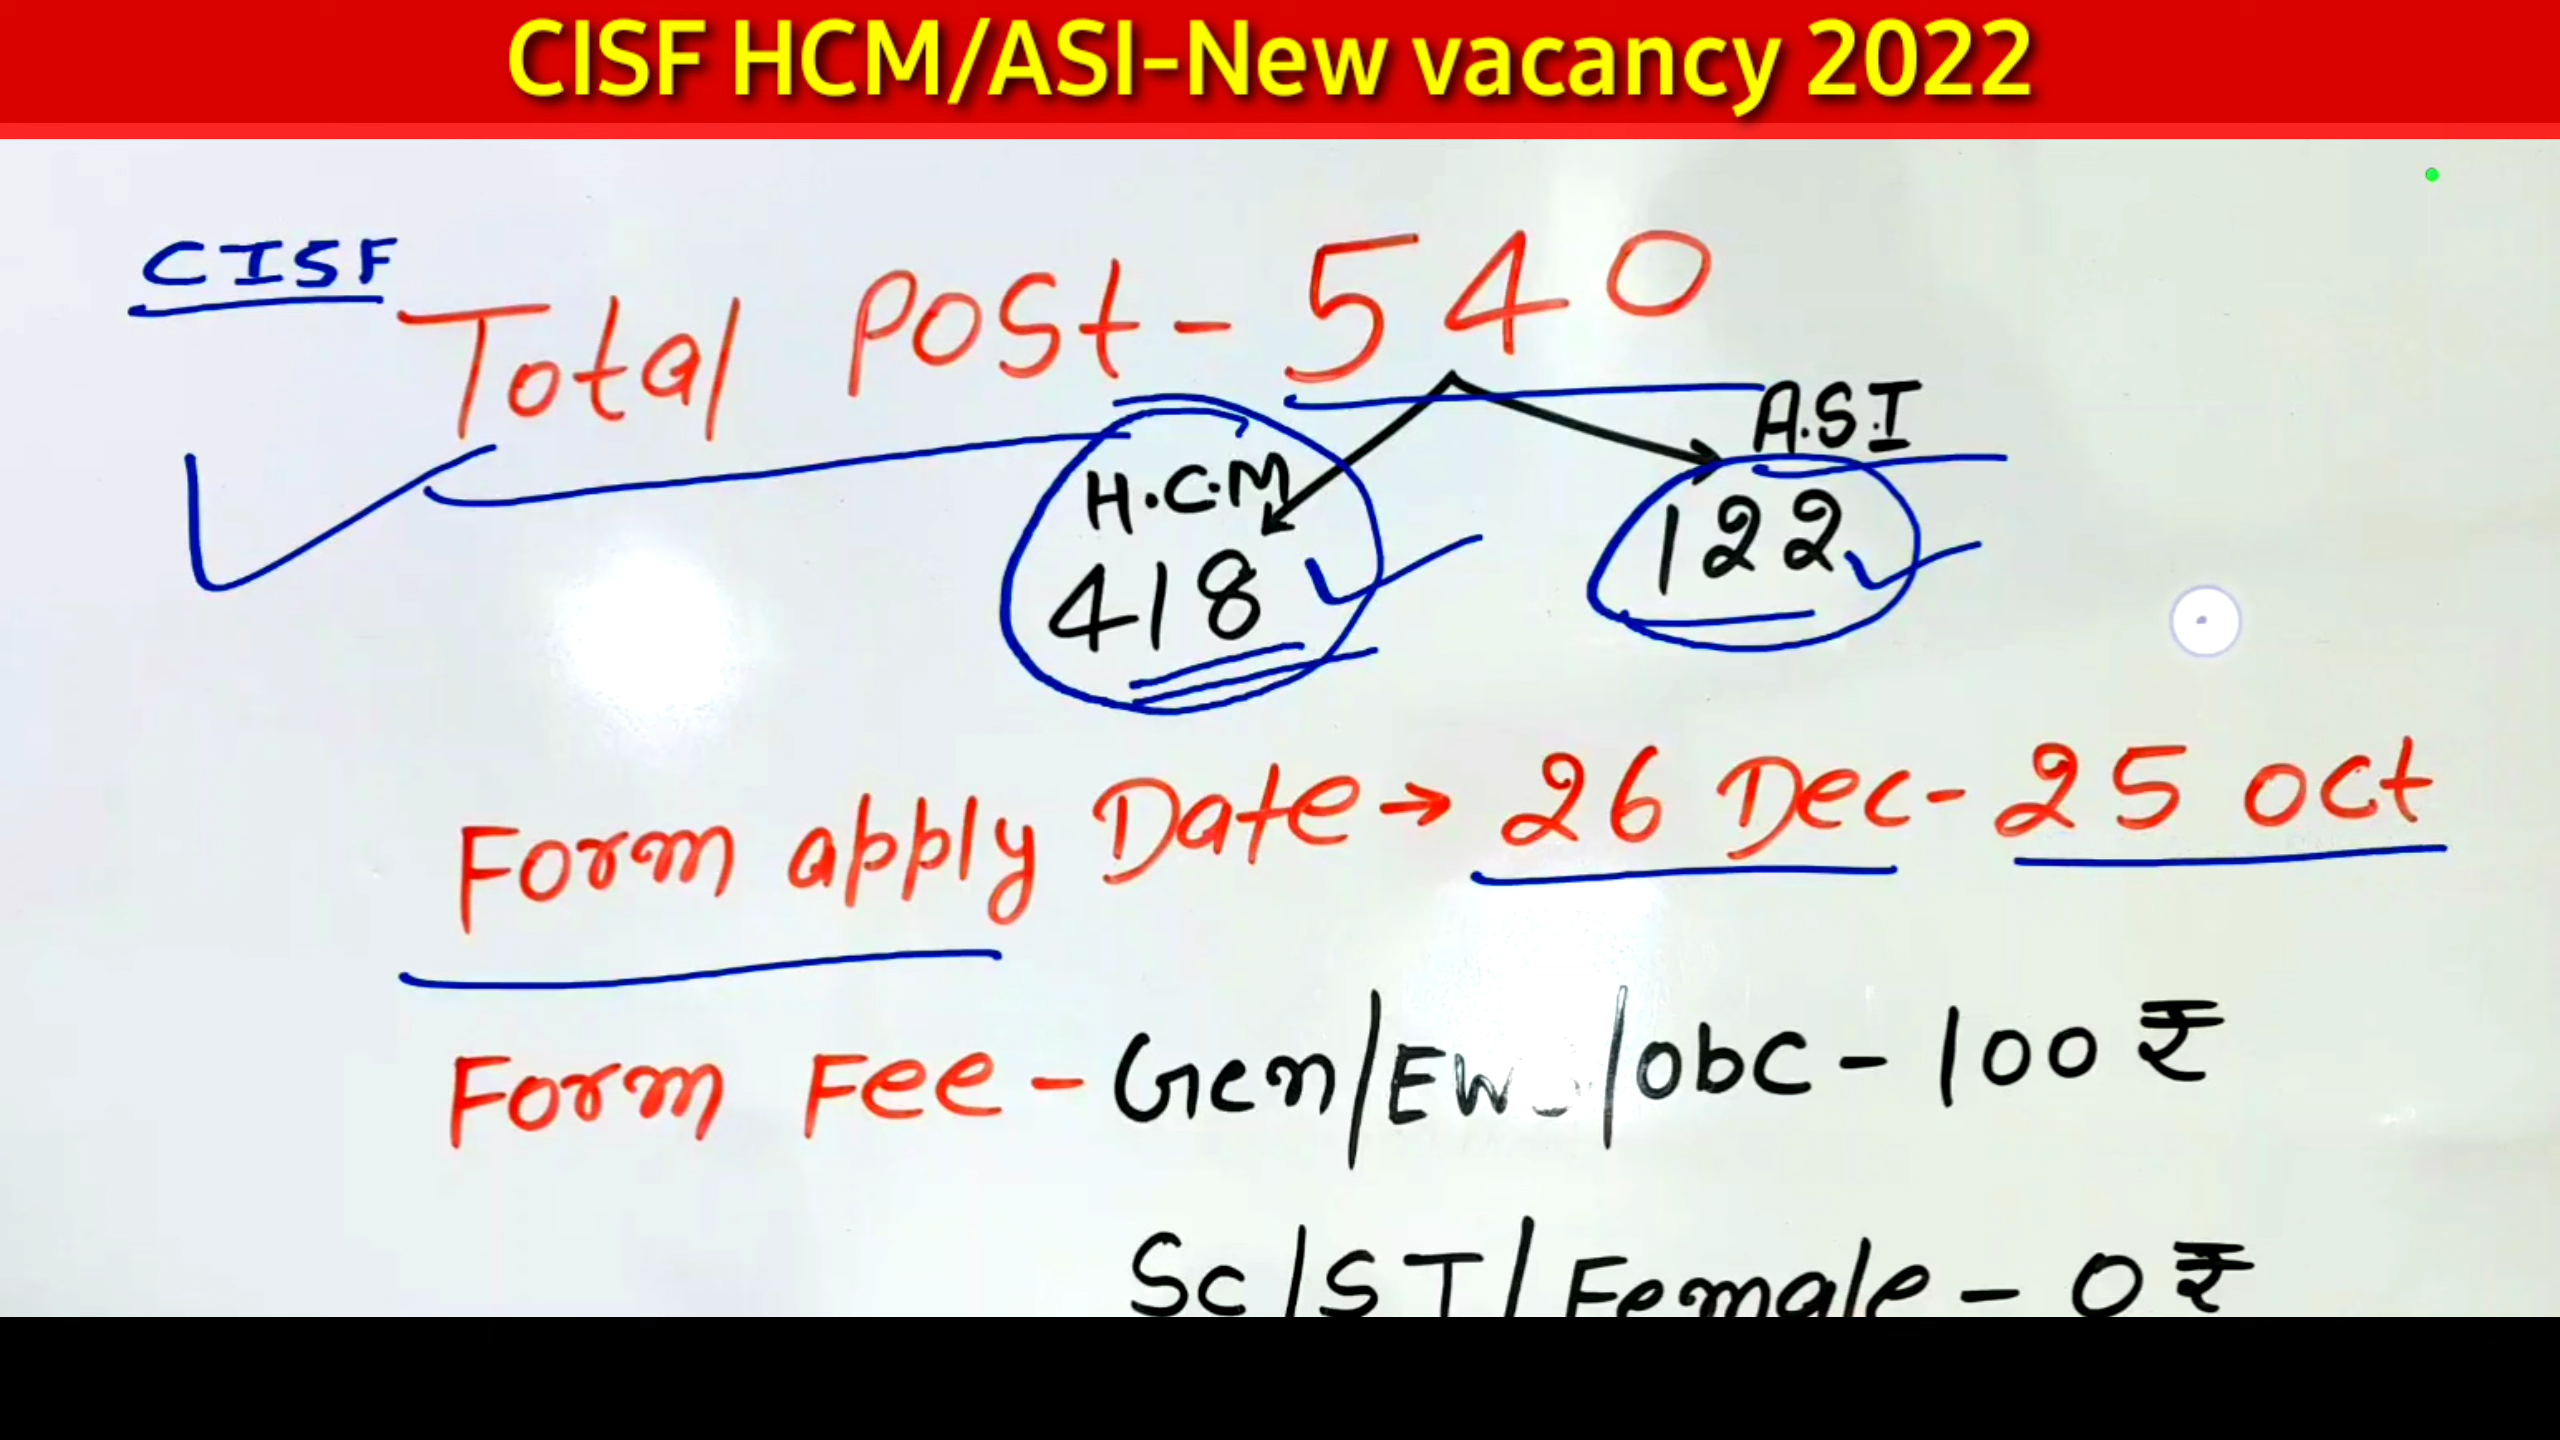 CISF HCM/ASI-New vacancy 2022
CISF
Total Post - 540
H.C.M
A.S.I
418
122
Form apply Date → 26 Dec - 25 Oct
Form Fee - Gen/EW /ObC - 100 ₹
SC/ST/Female - 0 ₹